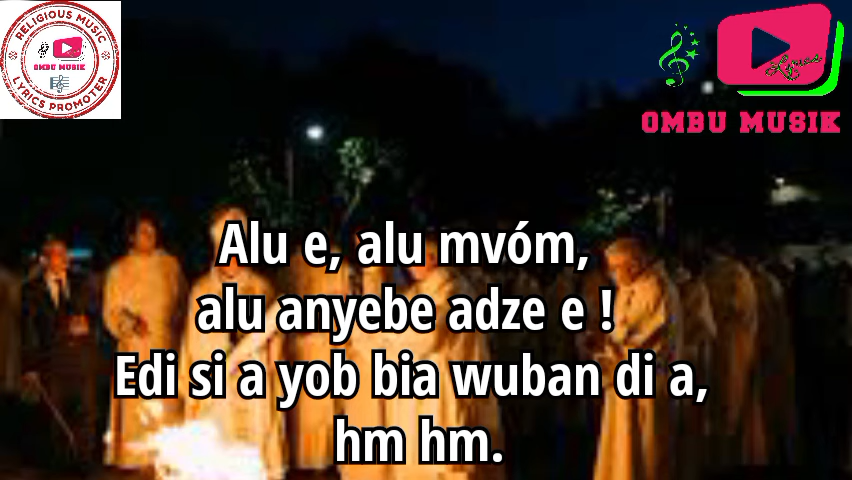 RELIGIOUS MUSIC
OMBU MUSIK
LYRICS PROMOTER
Lyrics
OMBU MUSIK
Alu e, alu mvóm,
alu anyebe adze e !
Edi si a yob bia wuban di a,
hm hm.